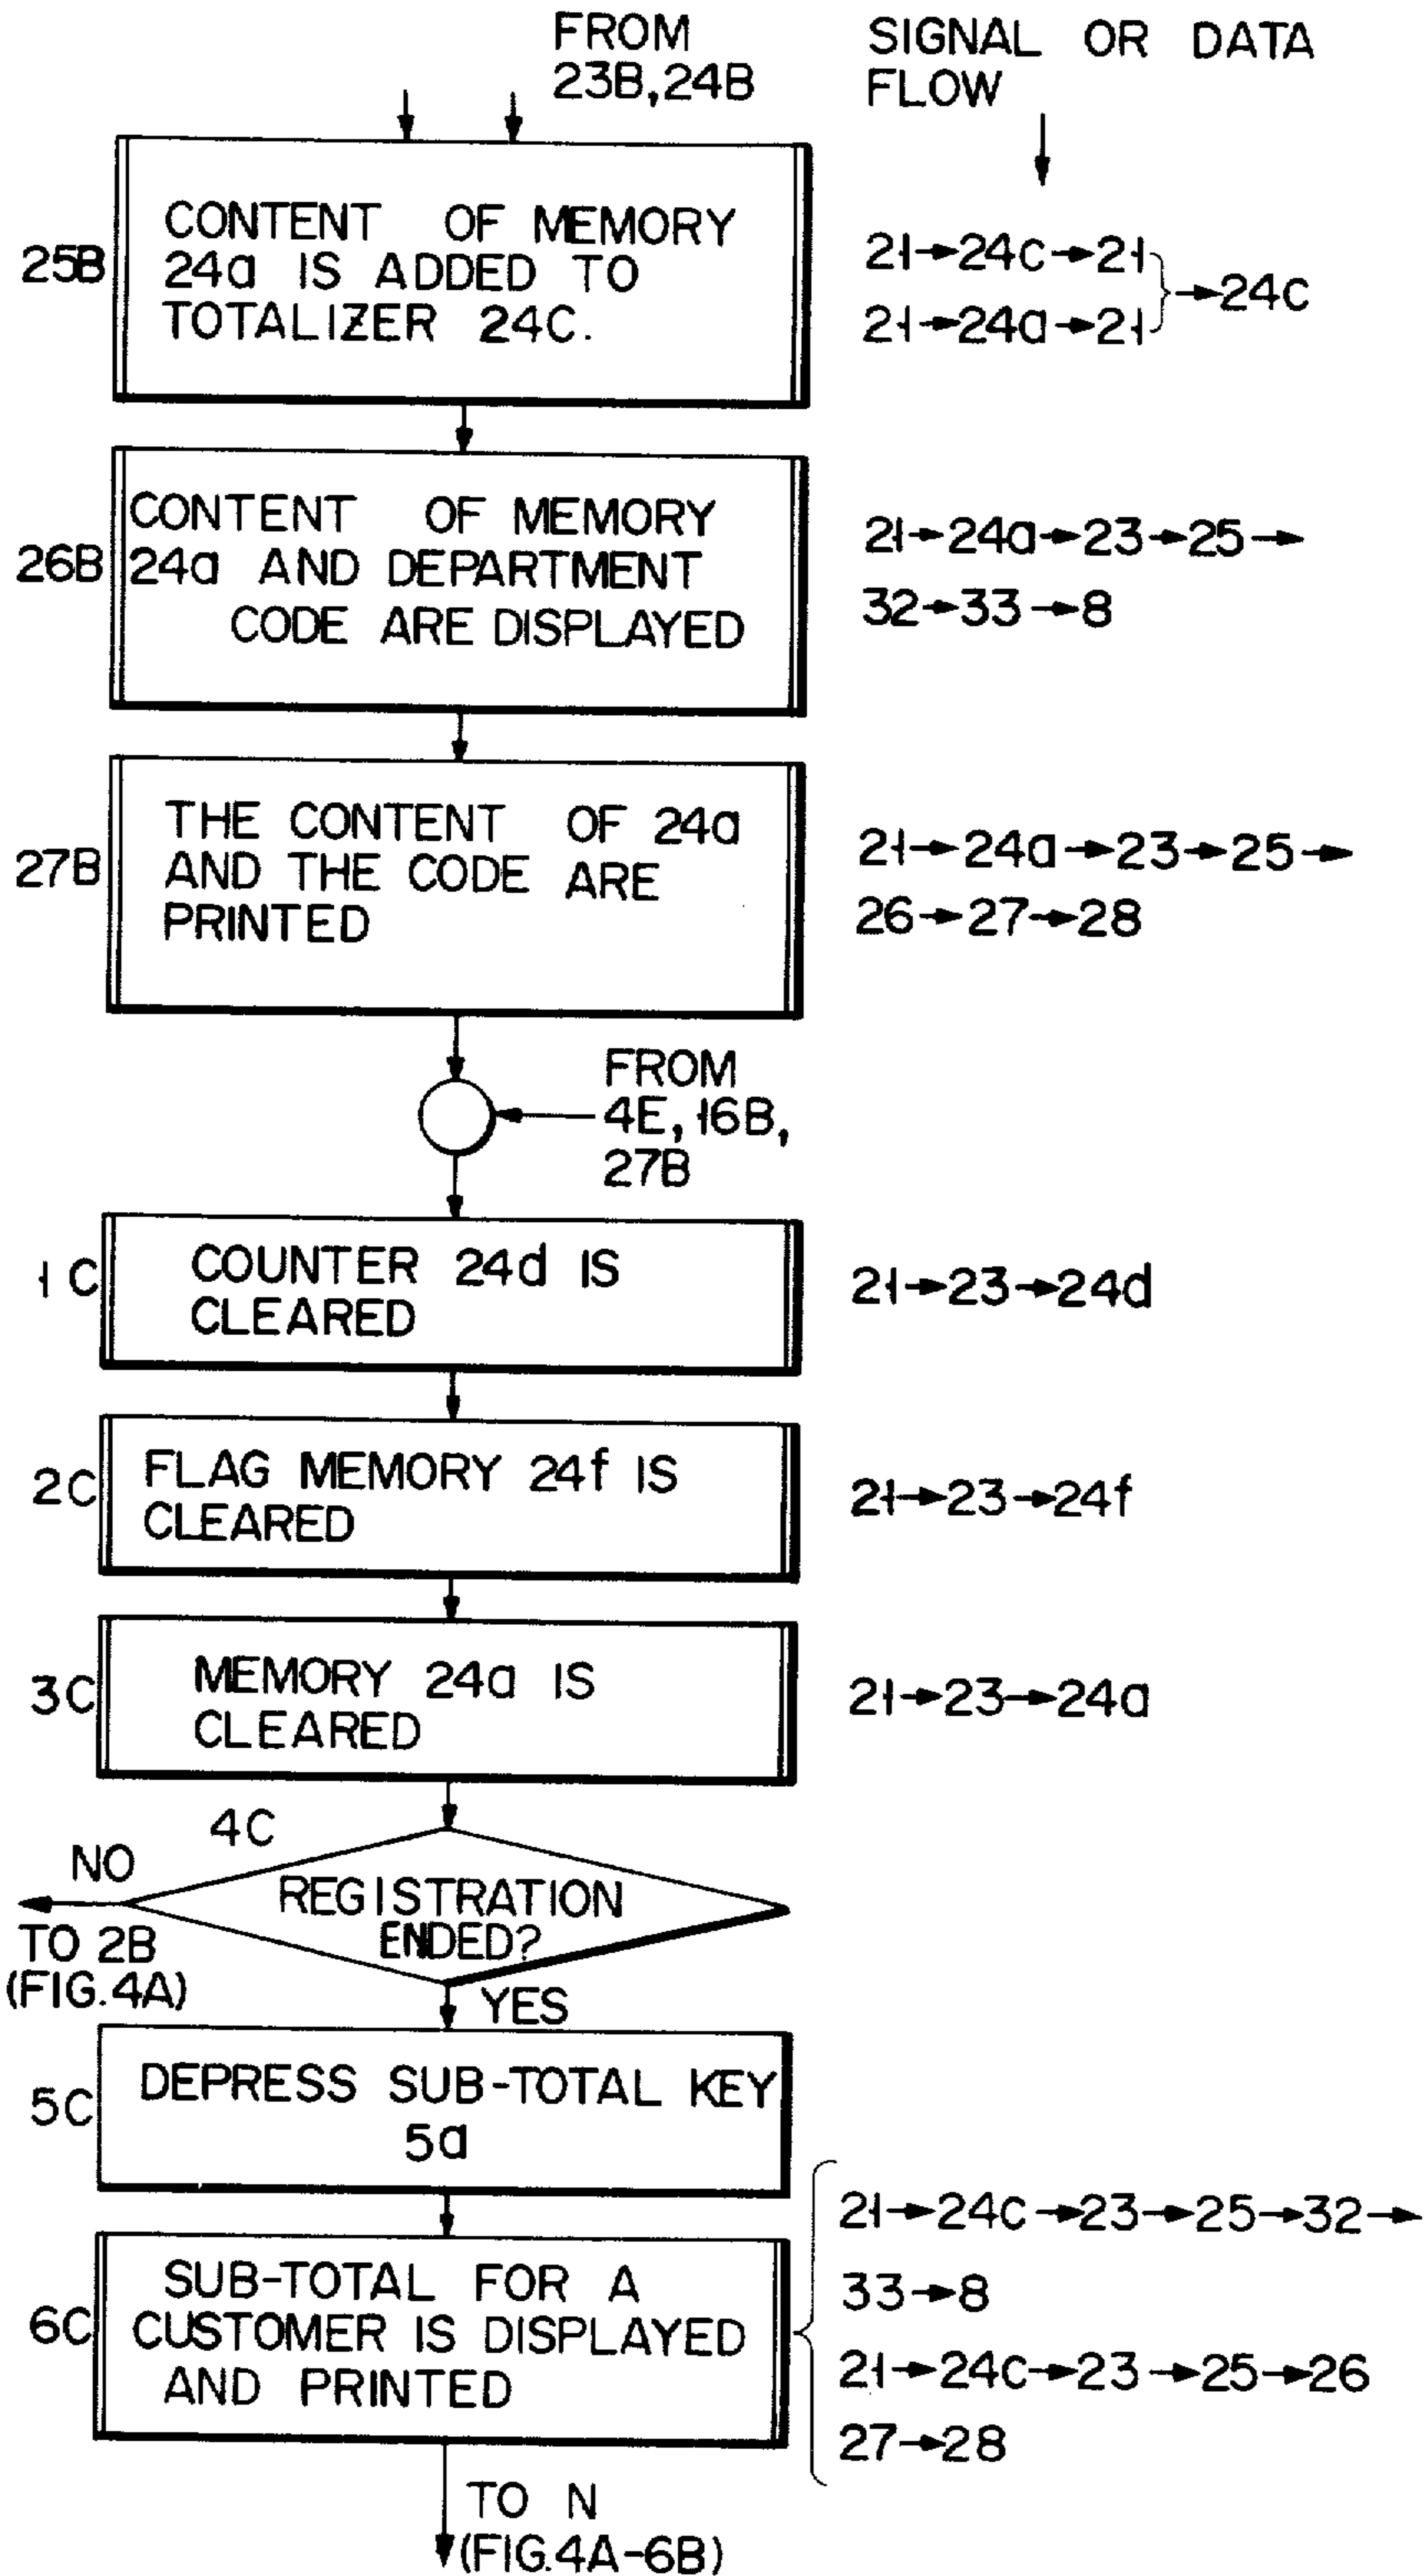 FROM
23B, 24B
SIGNAL OR DATA
FLOW
25B
CONTENT OF MEMORY
24a IS ADDED TO
TOTALIZER 24C.
21→24c→21
21→24a→21
→24c
26B
CONTENT OF MEMORY
24a AND DEPARTMENT
CODE ARE DISPLAYED
21→24a→23→25→
32→33→8
27B
THE CONTENT OF 24a
AND THE CODE ARE
PRINTED
21→24a→23→25→
26→27→28
FROM
4E, 16B,
27B
1C
COUNTER 24d IS
CLEARED
21→23→24d
2C
FLAG MEMORY 24f IS
CLEARED
21→23→24f
3C
MEMORY 24a IS
CLEARED
21→23→24a
4C
NO
REGISTRATION
ENDED?
TO 2B
(FIG.4A)
YES
5C
DEPRESS SUB-TOTAL KEY
5a
6C
SUB-TOTAL FOR A
CUSTOMER IS DISPLAYED
AND PRINTED
21→24c→23→25→32→
33→8
21→24c→23→25→26
27→28
TO N
(FIG.4A-6B)